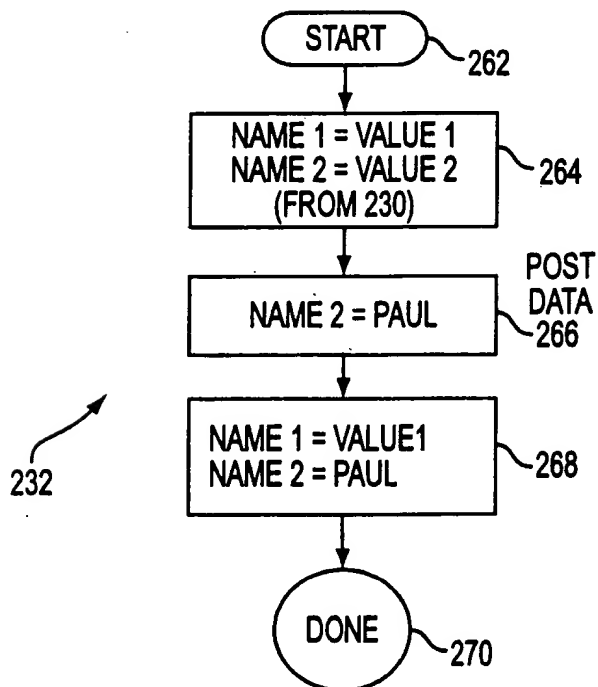 START
262
NAME 1 = VALUE 1
NAME 2 = VALUE 2
(FROM 230)
264
POST
DATA
266
NAME 2 = PAUL
NAME 1 = VALUE1
NAME 2 = PAUL
268
232
DONE
270